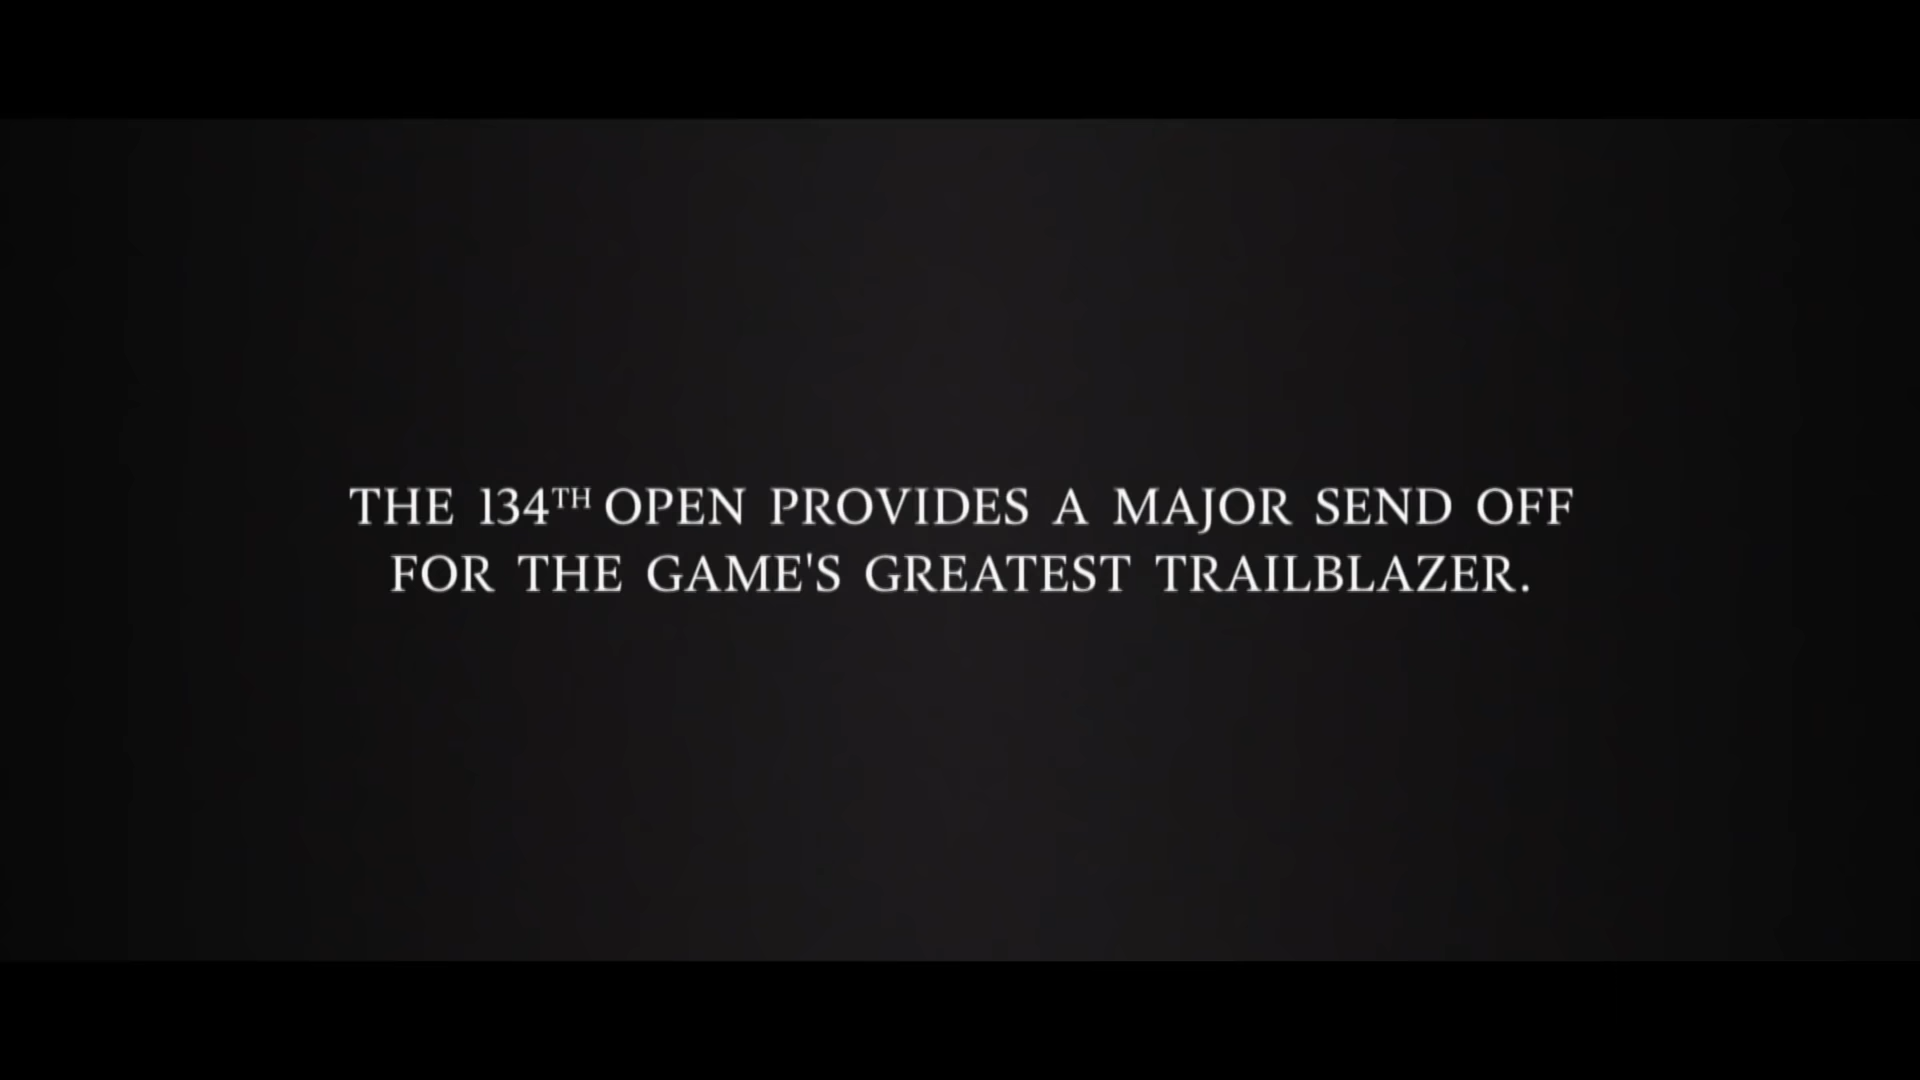 THE 134TH OPEN PROVIDES A MAJOR SEND OFF
FOR THE GAME'S GREATEST TRAILBLAZER.